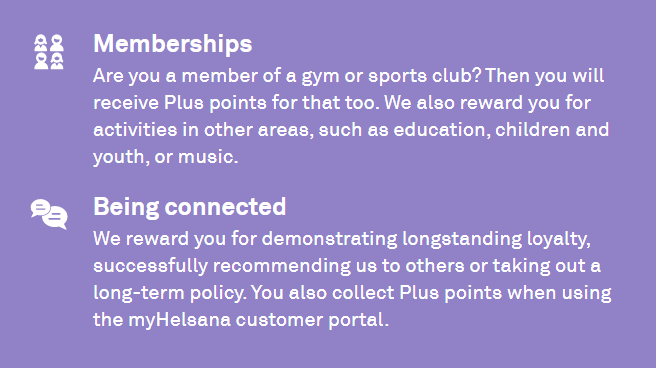 Memberships
Are you a member of a gym or sports club? Then you will
receive Plus points for that too. We also reward you for
activities in other areas, such as education, children and
youth, or music.
Being connected
We reward you for demonstrating longstanding loyalty,
successfully recommending us to others or taking out a
long-term policy. You also collect Plus points when using
the myHelsana customer portal.